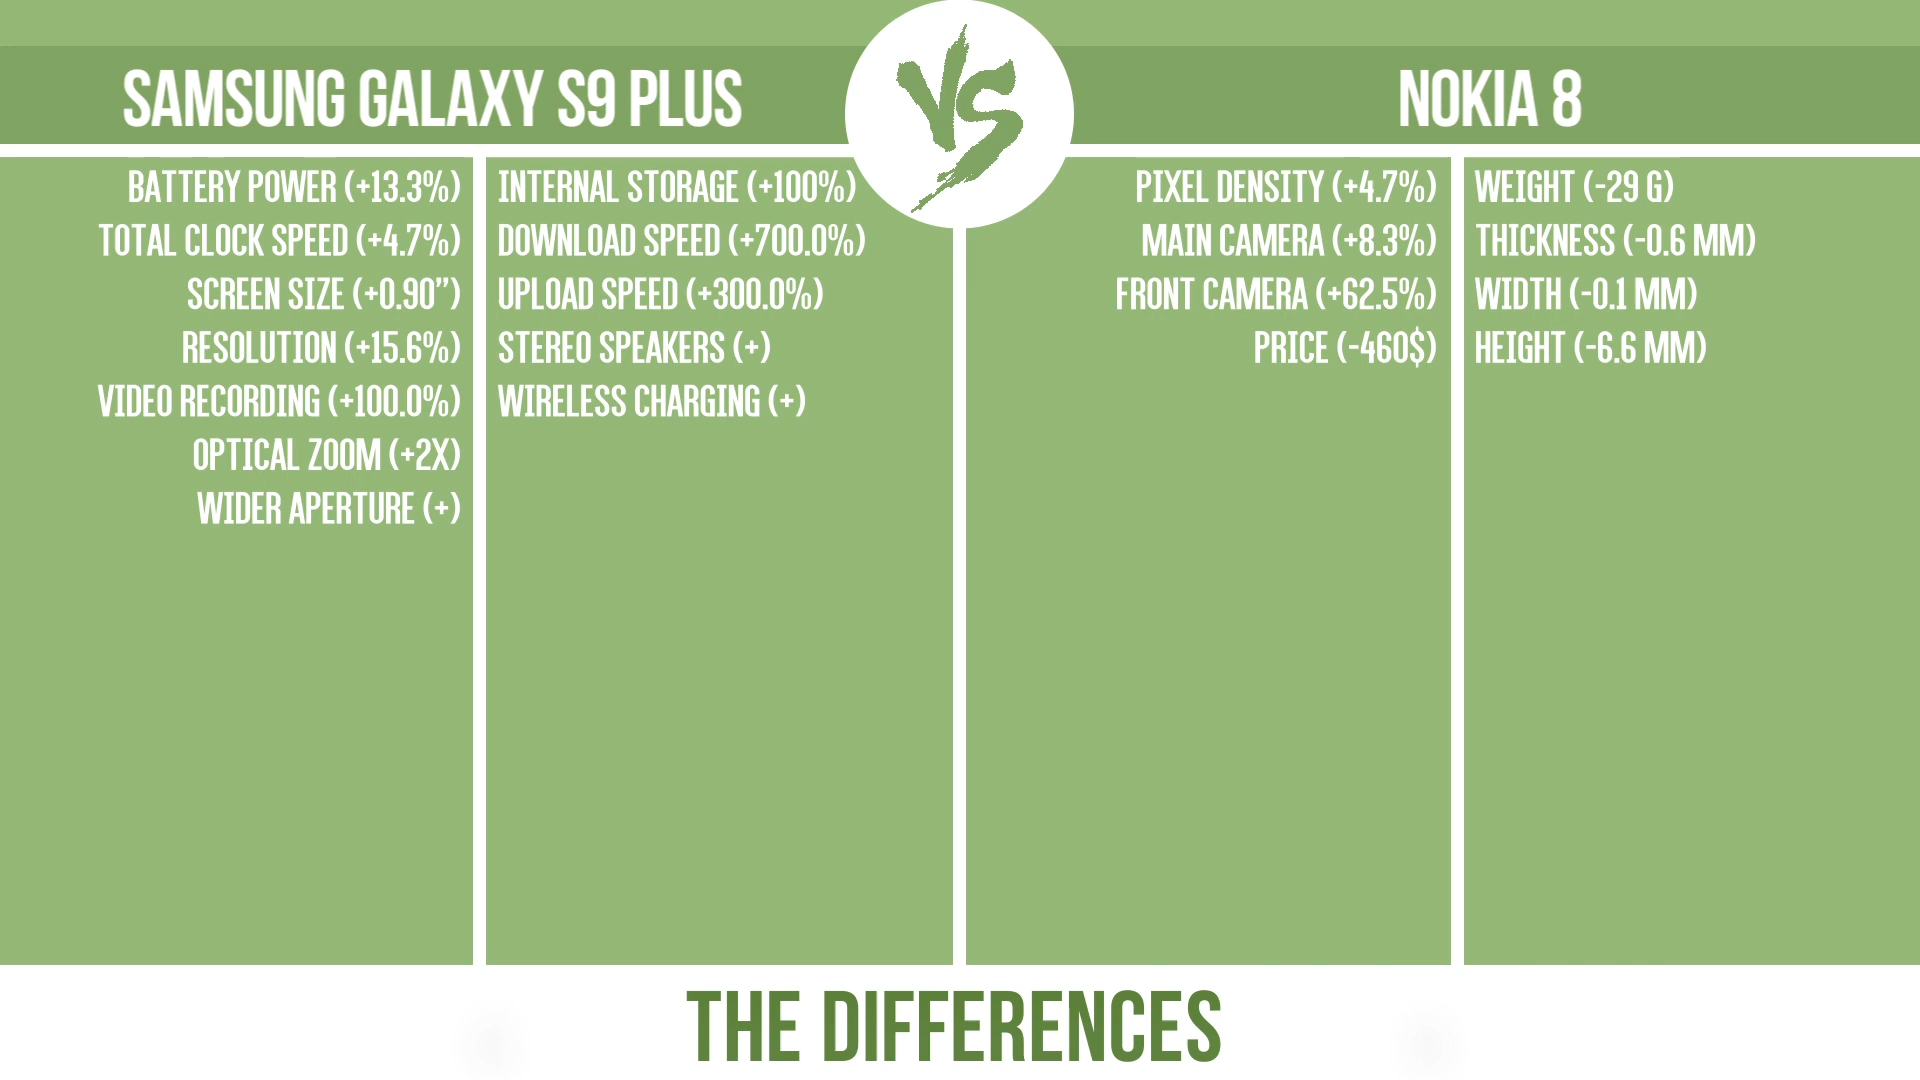 SAMSUNG GALAXY S9 PLUS
VS
NOKIA 8
BATTERY POWER (+13.3%)
TOTAL CLOCK SPEED (+4.7%)
SCREEN SIZE (+0.90”)
RESOLUTION (+15.6%)
VIDEO RECORDING (+100.0%)
OPTICAL ZOOM (+2X)
WIDER APERTURE (+)
INTERNAL STORAGE (+100%)
DOWNLOAD SPEED (+700.0%)
UPLOAD SPEED (+300.0%)
STEREO SPEAKERS (+)
WIRELESS CHARGING (+)
PIXEL DENSITY (+4.7%)
MAIN CAMERA (+8.3%)
FRONT CAMERA (+62.5%)
PRICE (-460$)
WEIGHT (-29 G)
THICKNESS (-0.6 MM)
WIDTH (-0.1 MM)
HEIGHT (-6.6 MM)
THE DIFFERENCES